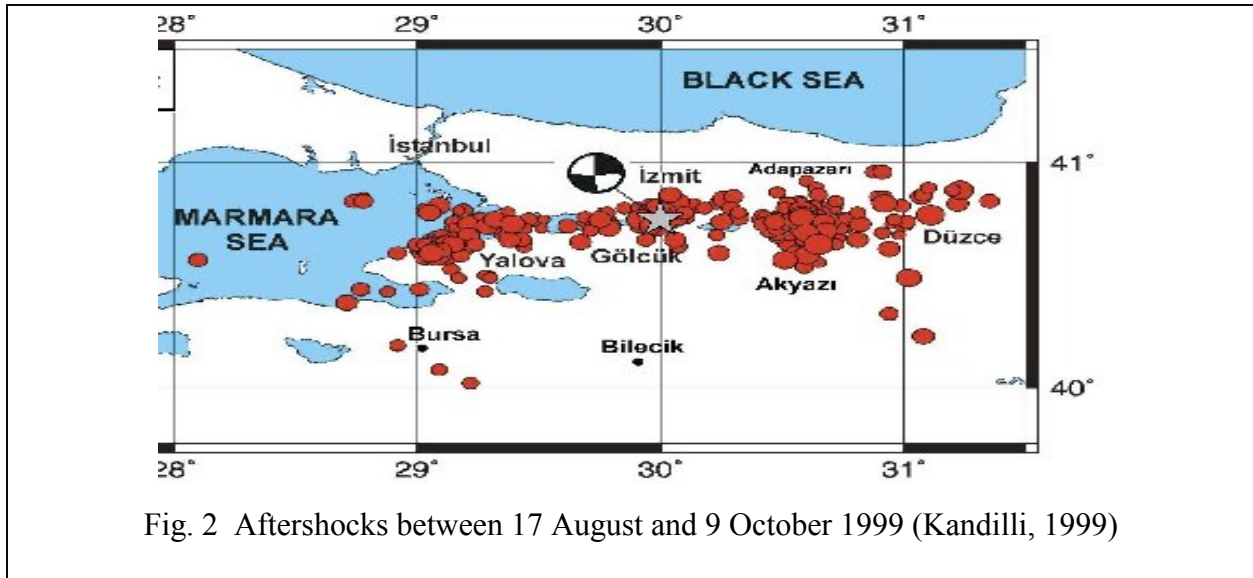 28° 29° 30° 31°
BLACK SEA
İstanbul
41°
İzmit
Adapazarı
MARMARA
SEA
Düzce
Yalova
Gölcük
Akyazı
Bursa
Bilecik
40°
28° 29° 30° 31°
Fig. 2 Aftershocks between 17 August and 9 October 1999 (Kandilli, 1999)